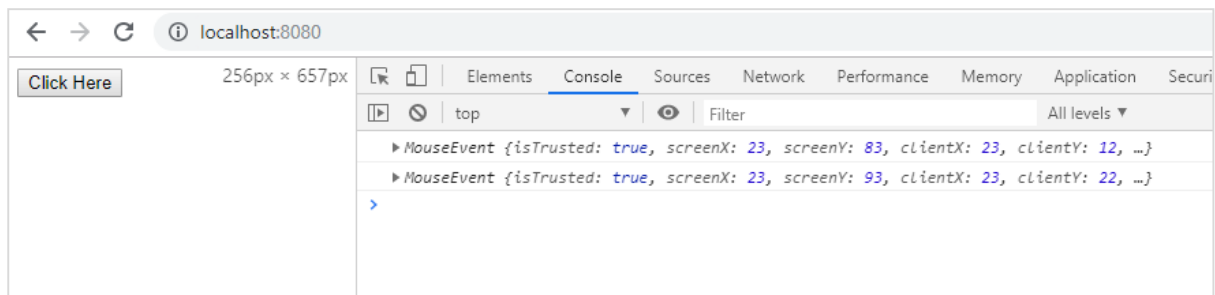 localhost:8080
Click Here
256px × 657px
Elements Console Sources Network Performance Memory Application Securi
top Filter All levels ▼
▶ MouseEvent {isTrusted: true, screenX: 23, screenY: 83, clientX: 23, clientY: 12, …}
▶ MouseEvent {isTrusted: true, screenX: 23, screenY: 93, clientX: 23, clientY: 22, …}
>